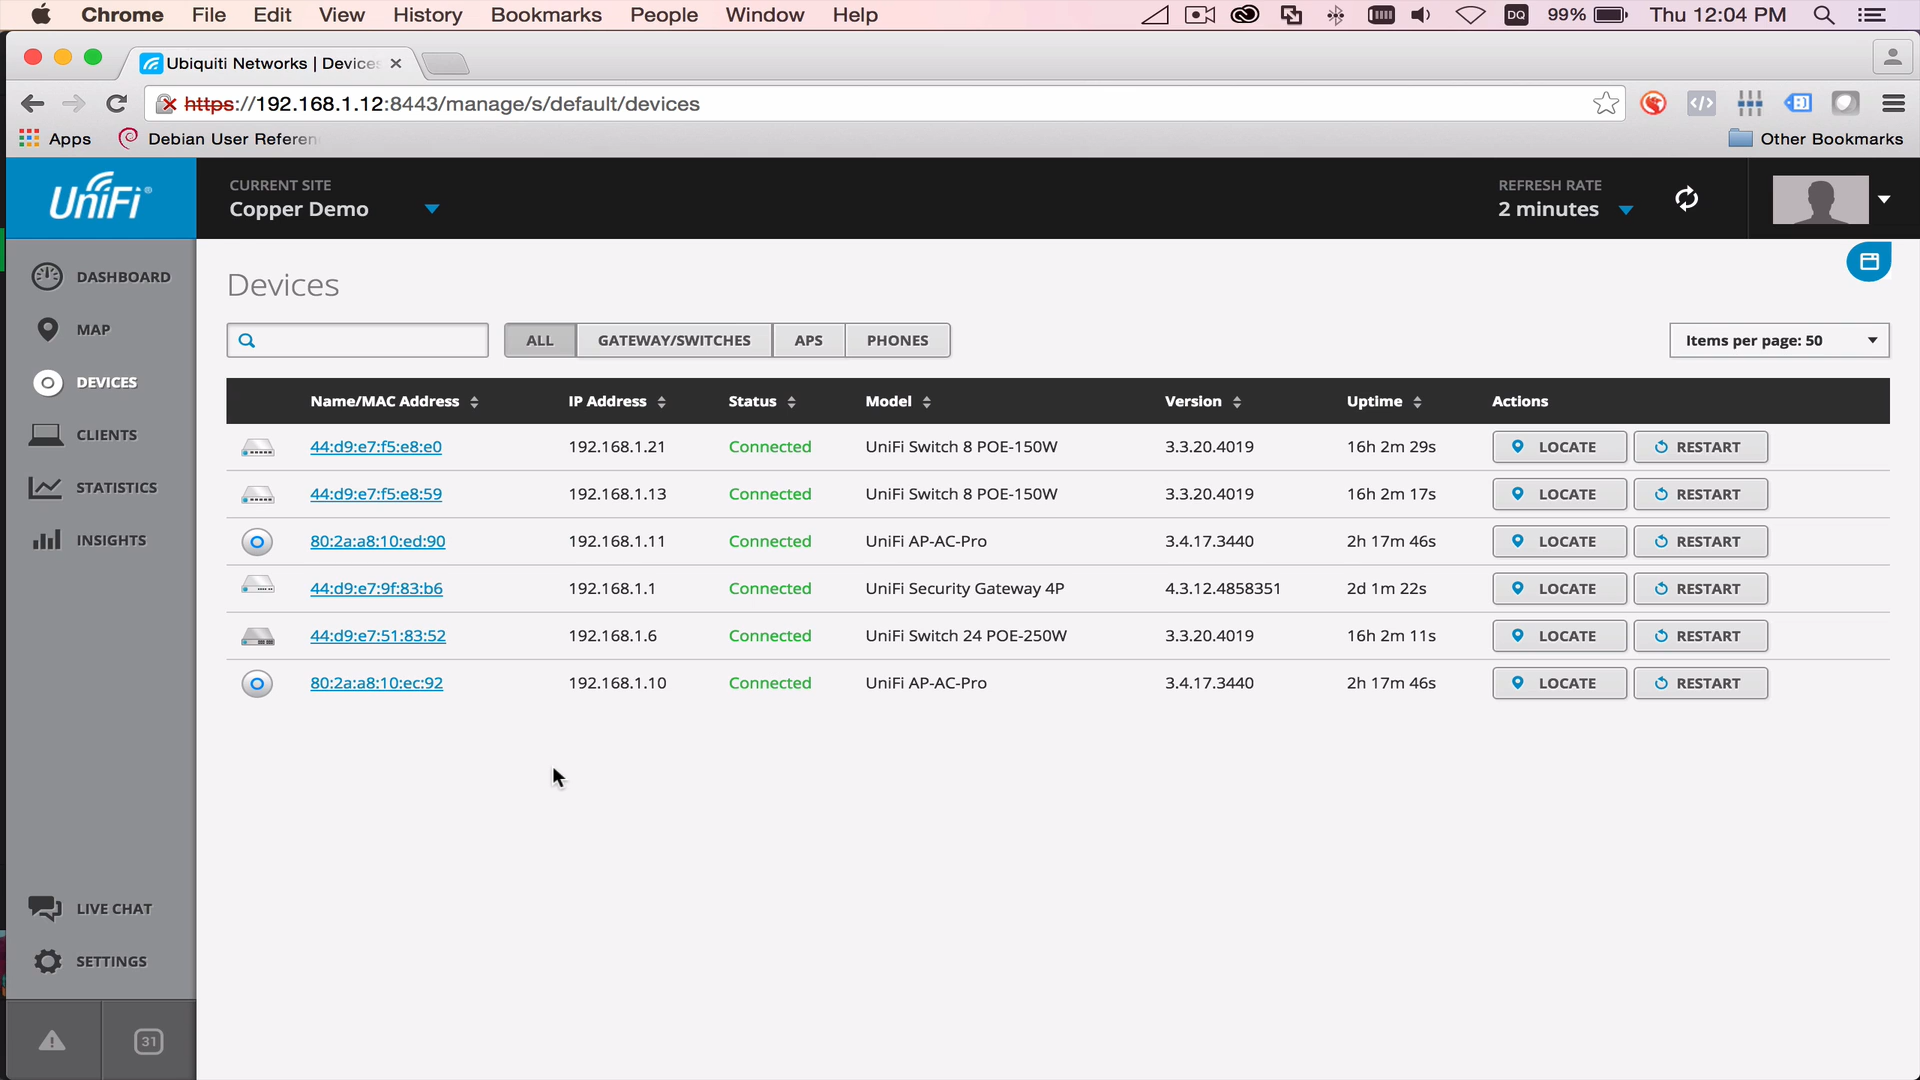 Chrome File Edit View History Bookmarks People Window Help DQ 99% Thu 12:04 PM
Ubiquiti Networks | Devices
https://192.168.1.12:8443/manage/s/default/devices
Apps Debian User Referen Other Bookmarks
UniFi
CURRENT SITE
Copper Demo
REFRESH RATE
2 minutes
DASHBOARD
MAP
DEVICES
CLIENTS
STATISTICS
INSIGHTS
LIVE CHAT
SETTINGS
31
Devices
ALL GATEWAY/SWITCHES APS PHONES Items per page: 50
Name/MAC Address IP Address Status Model Version Uptime Actions
44:d9:e7:f5:e8:e0 192.168.1.21 Connected UniFi Switch 8 POE-150W 3.3.20.4019 16h 2m 29s LOCATE RESTART
44:d9:e7:f5:e8:59 192.168.1.13 Connected UniFi Switch 8 POE-150W 3.3.20.4019 16h 2m 17s LOCATE RESTART
80:2a:a8:10:ed:90 192.168.1.11 Connected UniFi AP-AC-Pro 3.4.17.3440 2h 17m 46s LOCATE RESTART
44:d9:e7:9f:83:b6 192.168.1.1 Connected UniFi Security Gateway 4P 4.3.12.4858351 2d 1m 22s LOCATE RESTART
44:d9:e7:51:83:52 192.168.1.6 Connected UniFi Switch 24 POE-250W 3.3.20.4019 16h 2m 11s LOCATE RESTART
80:2a:a8:10:ec:92 192.168.1.10 Connected UniFi AP-AC-Pro 3.4.17.3440 2h 17m 46s LOCATE RESTART